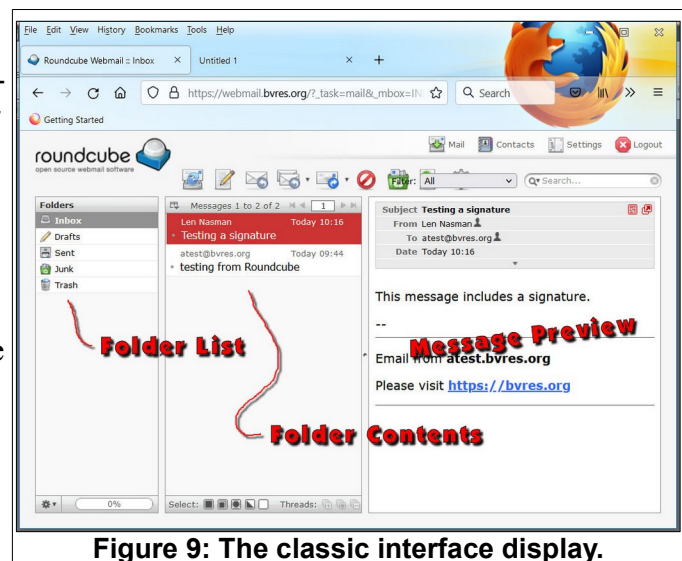 File Edit View History Bookmarks Tools Help
Roundcube Webmail :: Inbox × Untitled 1 × +
https://webmail.bvres.org/?_task=mail&_mbox=IN Search
Getting Started
roundcube
open source webmail software
Mail Contacts Settings Logout
Filter: All Search...
Folders
Inbox
Drafts
Sent
Junk
Trash
Messages 1 to 2 of 2 1
Len Nasman Today 10:16
Testing a signature
atest@bvres.org Today 09:44
testing from Roundcube
Subject Testing a signature
From Len Nasman
To atest@bvres.org
Date Today 10:16
This message includes a signature.
--
Message Preview
Email from atest.bvres.org
Please visit https://bvres.org
Folder List
Folder Contents
0%
Select: Threads:
Figure 9: The classic interface display.